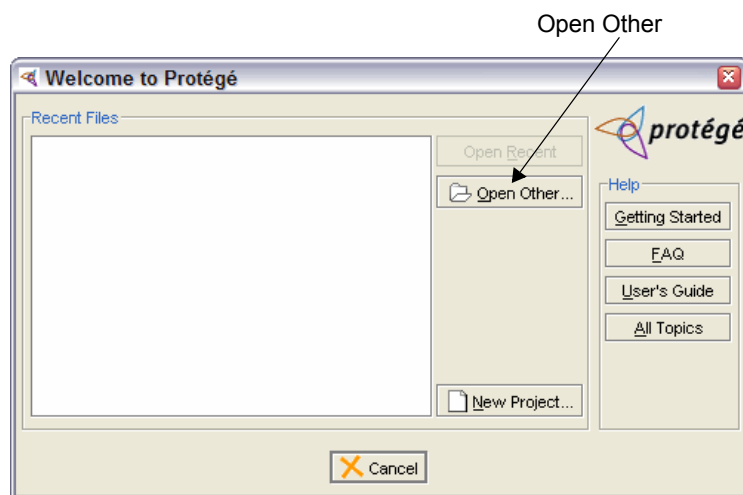 Open Other
Welcome to Protégé
Recent Files
Open Recent
Open Other...
New Project...
protégé
Help
Getting Started
FAQ
User's Guide
All Topics
Cancel